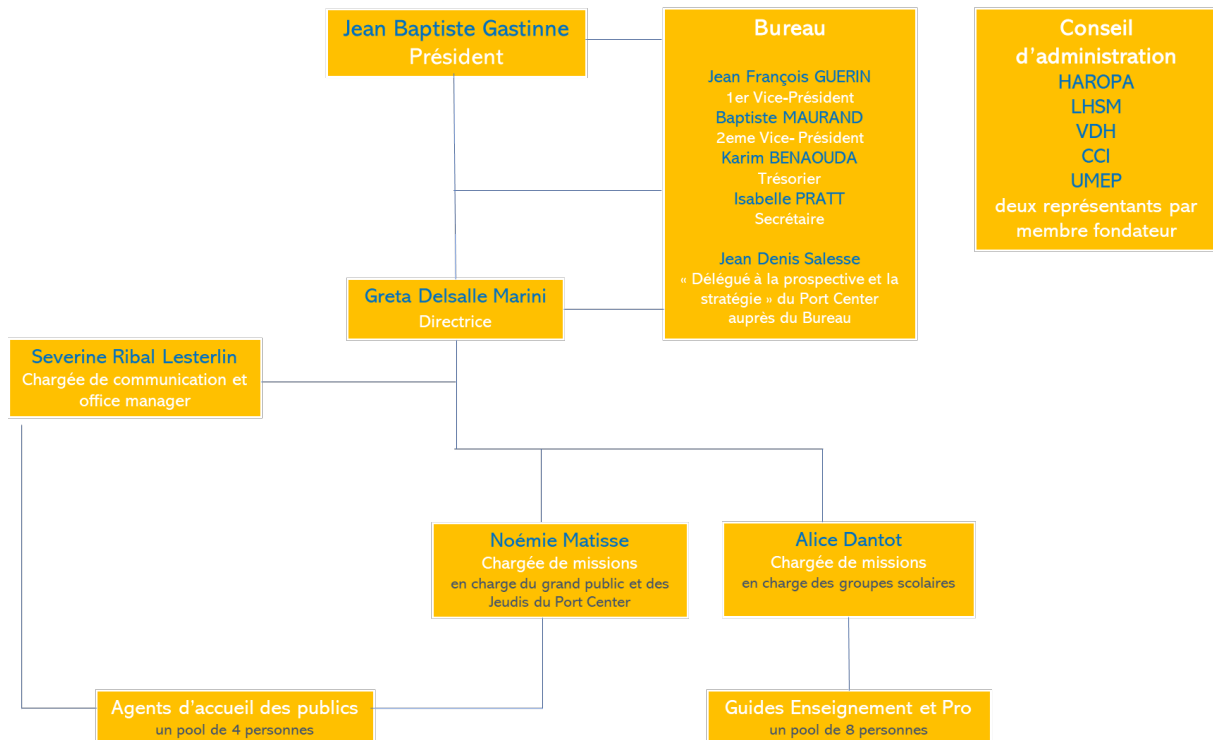 Jean Baptiste Gastinne
Président
Bureau
Jean François GUERIN
1er Vice-Président
Baptiste MAURAND
2eme Vice- Président
Karim BENAOUDA
Trésorier
Isabelle PRATT
Secrétaire
Jean Denis Salesse
« Délégué à la prospective et la
stratégie » du Port Center
auprès du Bureau
Conseil
d'administration
HAROPA
LHSM
VDH
CCI
UMEP
deux représentants par
membre fondateur
Greta Delsalle Marini
Directrice
Severine Ribal Lesterlin
Chargée de communication et
office manager
Noémie Matisse
Chargée de missions
en charge du grand public et des
Jeudis du Port Center
Alice Dantot
Chargée de missions
en charge des groupes scolaires
Agents d'accueil des publics
un pool de 4 personnes
Guides Enseignement et Pro
un pool de 8 personnes